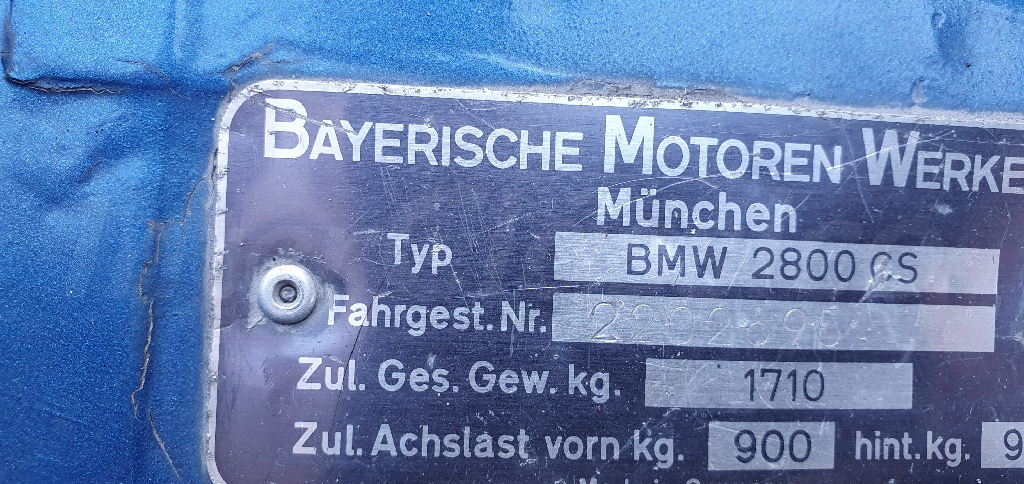 BAYERISCHE MOTOREN WERKE
München
Typ BMW 2800 CS
Fahrgest. Nr.
Zul. Ges. Gew. kg. 1710
Zul. Achslast vorn kg. 900 hint. kg. 9